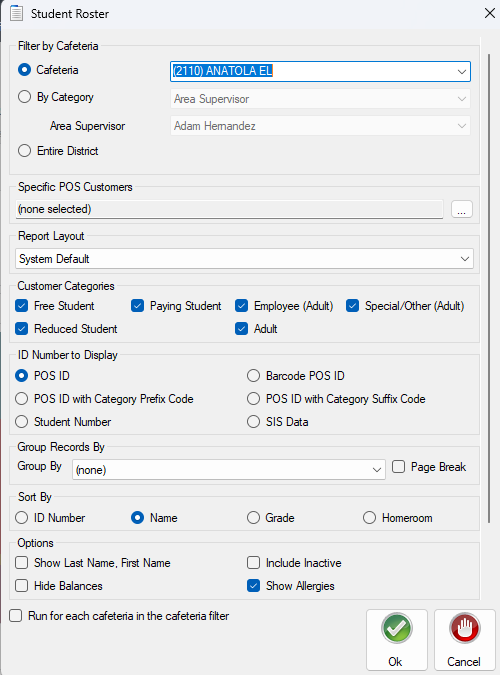 Student Roster
Filter by Cafeteria
Cafeteria (2110) ANATOLA EL
By Category Area Supervisor
Area Supervisor Adam Hernandez
Entire District
Specific POS Customers
(none selected) ...
Report Layout
System Default
Customer Categories
Free Student Paying Student Employee (Adult) Special/Other (Adult)
Reduced Student Adult
ID Number to Display
POS ID Barcode POS ID
POS ID with Category Prefix Code POS ID with Category Suffix Code
Student Number SIS Data
Group Records By
Group By (none) Page Break
Sort By
ID Number Name Grade Homeroom
Options
Show Last Name, First Name Include Inactive
Hide Balances Show Allergies
Run for each cafeteria in the cafeteria filter
Ok Cancel